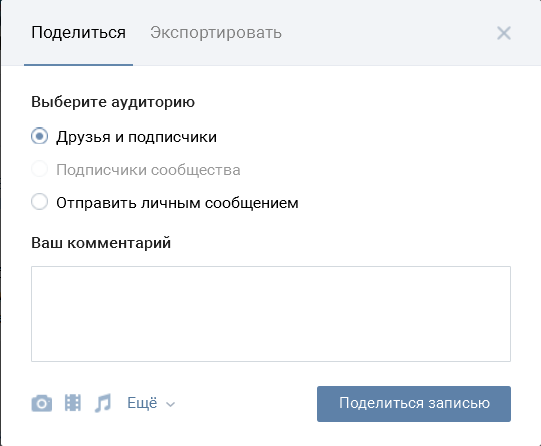 Поделиться Экспортировать
Выберите аудиторию
Друзья и подписчики
Подписчики сообщества
Отправить личным сообщением
Ваш комментарий
Ещё
Поделиться записью